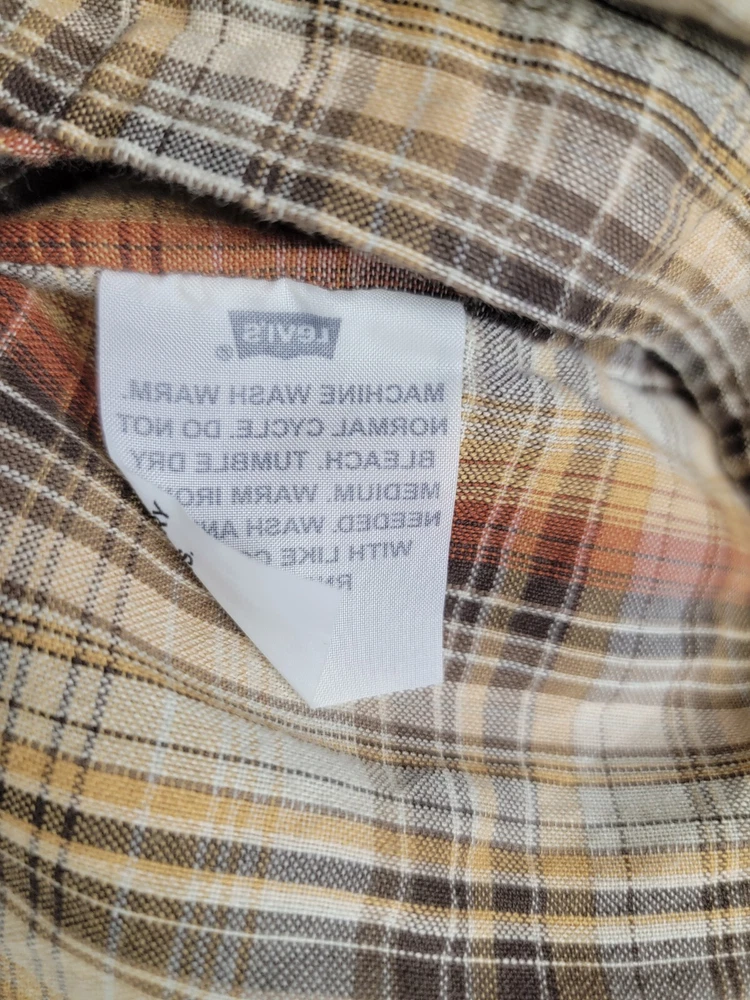 LEVI'S ®
MACHINE WASH WARM.
NORMAL CYCLE. DO NOT
BLEACH. TUMBLE DRY
MEDIUM. WARM
NEEDED. WASH
WITH LIKE